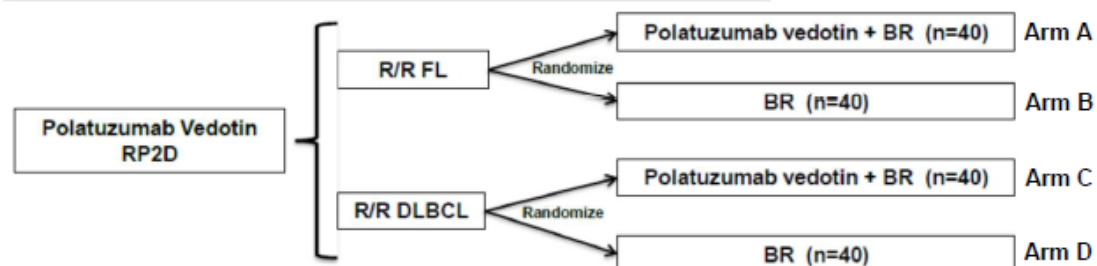 Polatuzumab Vedotin
RP2D
R/R FL
Randomize
Polatuzumab vedotin + BR (n=40)
Arm A
BR (n=40)
Arm B
R/R DLBCL
Randomize
Polatuzumab vedotin + BR (n=40)
Arm C
BR (n=40)
Arm D